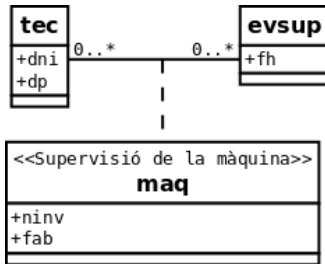 tec
evsup
0..*
0..*
+dni
+fh
+dp
<<Supervisió de la màquina>>
maq
+ninv
+fab